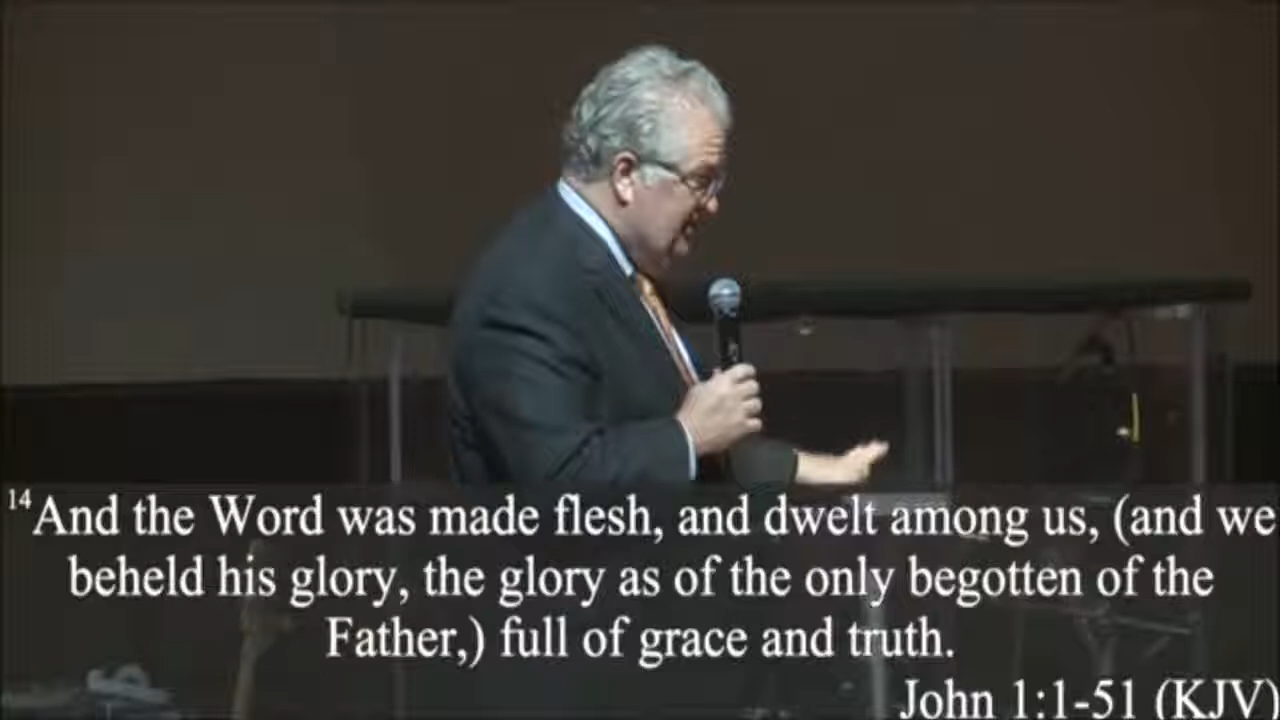 14And the Word was made flesh, and dwelt among us, (and we
beheld his glory, the glory as of the only begotten of the
Father,) full of grace and truth.
John 1:1-51 (KJV)